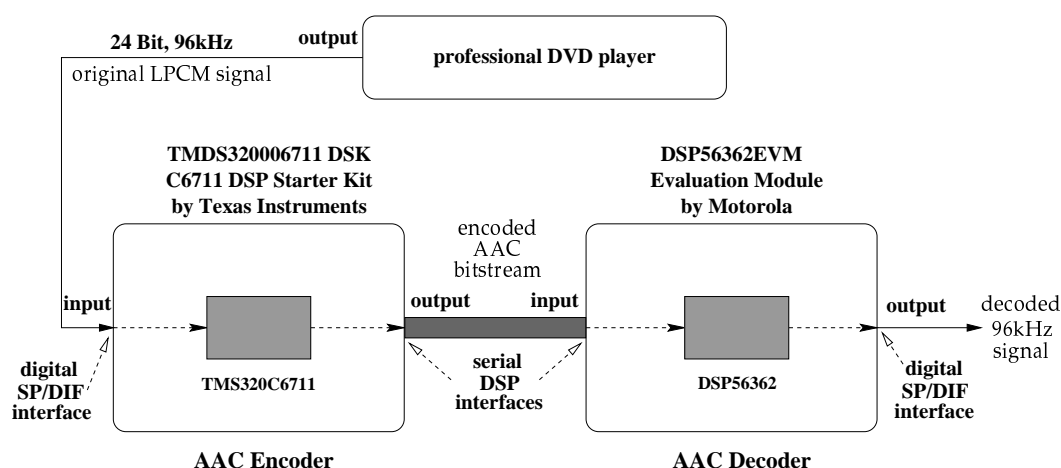 24 Bit, 96kHz
original LPCM signal
output
professional DVD player
TMDS320006711 DSK
C6711 DSP Starter Kit
by Texas Instruments
DSP56362EVM
Evaluation Module
by Motorola
encoded
AAC
bitstream
input
output
input
output
decoded
96kHz
signal
TMS320C6711
DSP56362
digital
SP/DIF
interface
serial
DSP
interfaces
digital
SP/DIF
interface
AAC Encoder
AAC Decoder